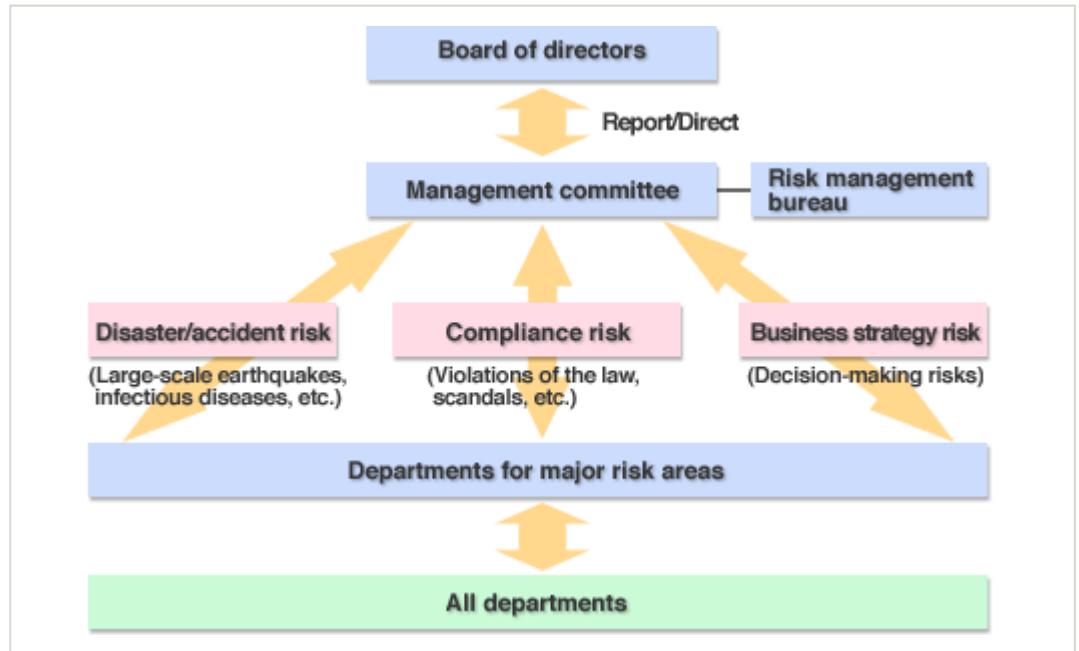 Board of directors
Report/Direct
Management committee
Risk management
bureau
Disaster/accident risk
(Large-scale earthquakes,
infectious diseases, etc.)
Compliance risk
(Violations of the law,
scandals, etc.)
Business strategy risk
(Decision-making risks)
Departments for major risk areas
All departments